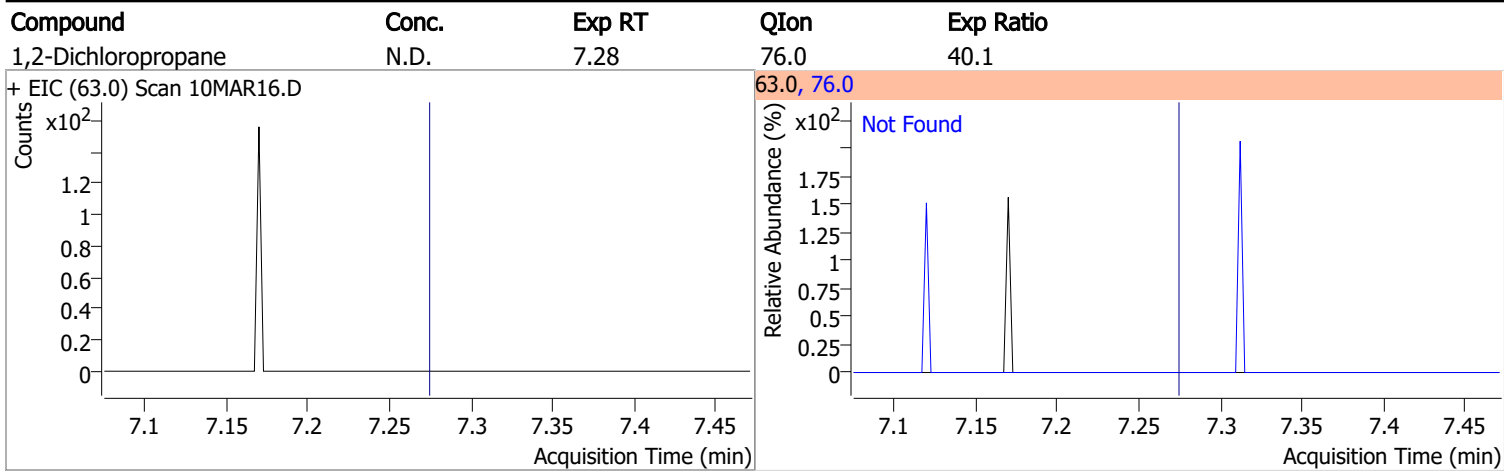 Compound Conc. Exp RT QIon Exp Ratio
1,2-Dichloropropane N.D. 7.28 76.0 40.1
+ EIC (63.0) Scan 10MAR16.D
Counts
x10²
1.2
1
0.8
0.6
0.4
0.2
0
7.1 7.15 7.2 7.25 7.3 7.35 7.4 7.45
Acquisition Time (min)
63.0, 76.0
Relative Abundance (%)
x10²
Not Found
1.75
1.5
1.25
1
0.75
0.5
0.25
0
7.1 7.15 7.2 7.25 7.3 7.35 7.4 7.45
Acquisition Time (min)